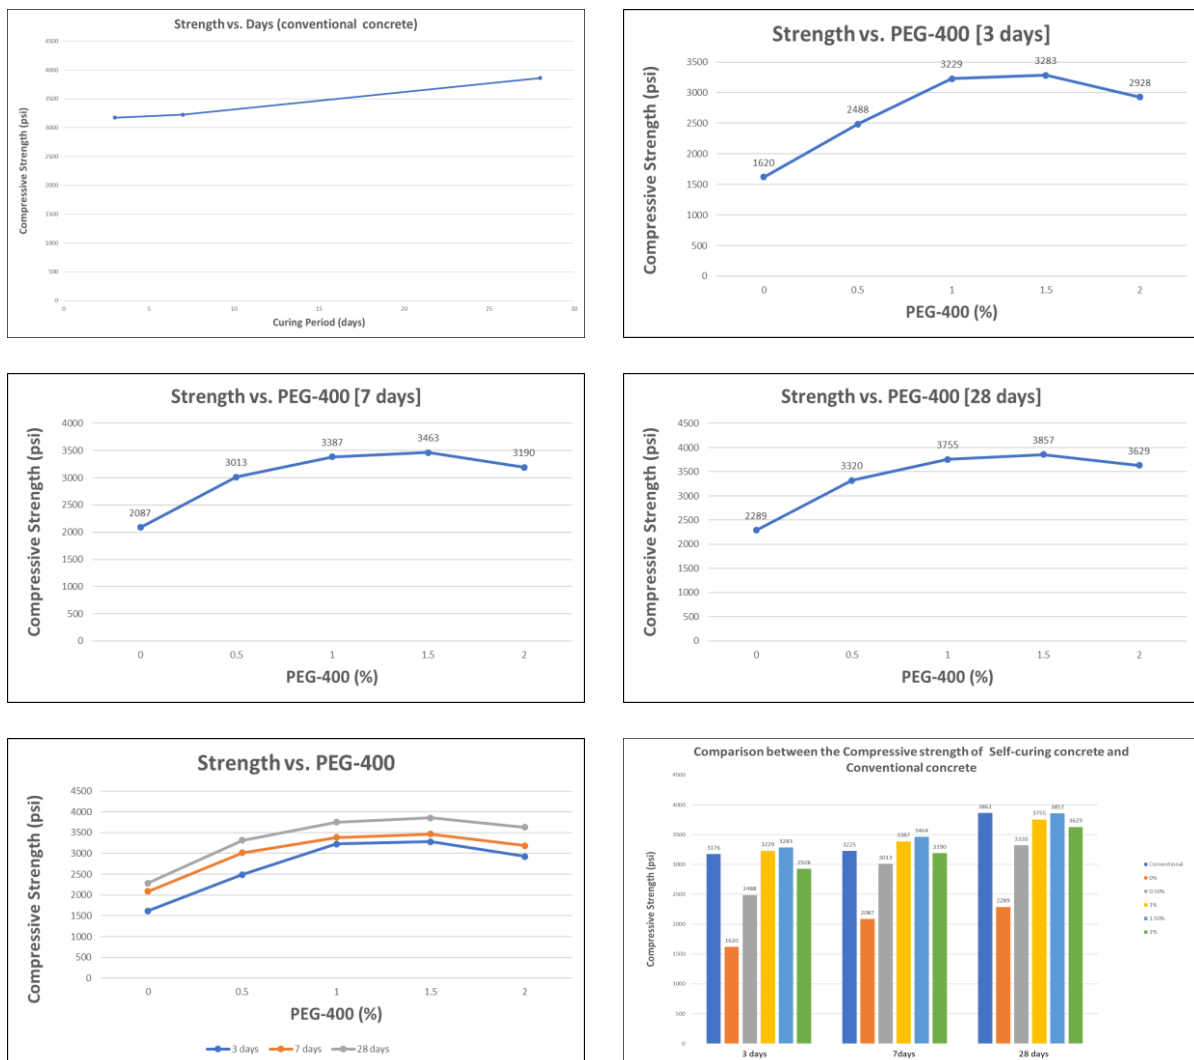 Strength vs. Days (conventional concrete)
4500
4000
3500
3000
2500
2000
1500
1000
500
0
Compressive Strength (psi)
0 5 10 15 20 25 30
Curing Period (days)
Strength vs. PEG-400 [3 days]
3500
3000
2500
2000
1500
1000
500
0
Compressive Strength (psi)
1620 2488 3229 3283 2928
0 0.5 1 1.5 2
PEG-400 (%)
Strength vs. PEG-400 [7 days]
4000
3500
3000
2500
2000
1500
1000
500
0
Compressive Strength (psi)
2087 3013 3387 3463 3190
0 0.5 1 1.5 2
PEG-400 (%)
Strength vs. PEG-400 [28 days]
4500
4000
3500
3000
2500
2000
1500
1000
500
0
Compressive Strength (psi)
2289 3320 3755 3857 3629
0 0.5 1 1.5 2
PEG-400 (%)
Strength vs. PEG-400
4500
4000
3500
3000
2500
2000
1500
1000
500
0
Compressive Strength (psi)
0 0.5 1 1.5 2
PEG-400 (%)
3 days 7 days 28 days
Comparison between the Compressive strength of Self-curing concrete and
Conventional concrete
4500
4000
3500
3000
2500
2000
1500
1000
500
0
Compressive Strength (psi)
3176 1620 2488 3229 3283 2928
3225 2087 3013 3387 3464 3190
3862 2289 3320 3755 3857 3629
3 days 7days 28 days
Conventional
0%
0.50%
1%
1.50%
2%